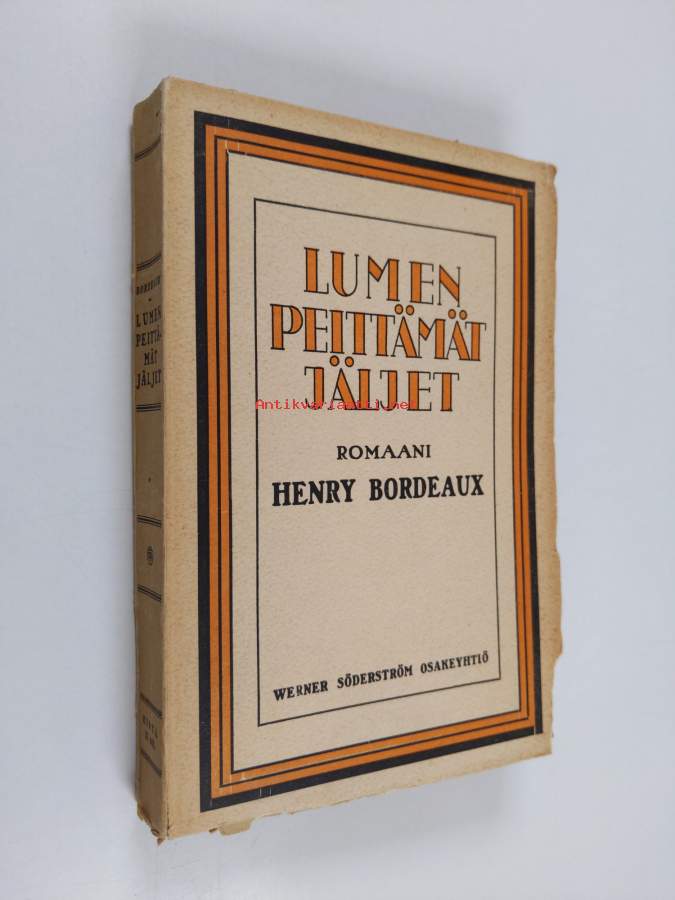 LUMEN
PEITTÄMÄT
JÄLJET
Antikvariaatti.net
ROMAANI
HENRY BORDEAUX
WERNER SÖDERSTRÖM OSAKEYHTIÖ
BORDEAUX
LUMEN
PEITTÄ-
MÄT
JÄLJET